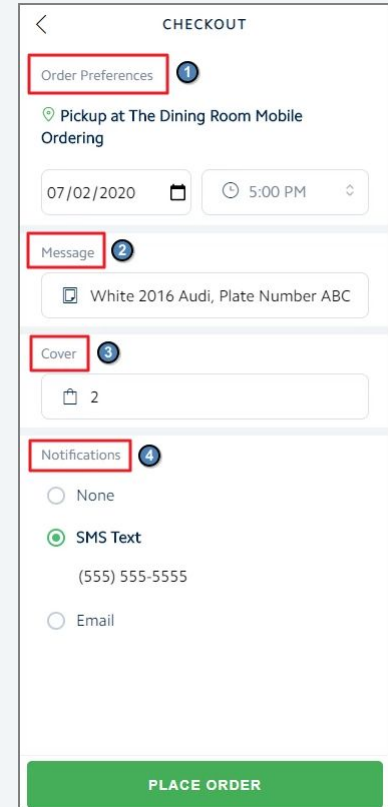 CHECKOUT
Order Preferences 1
Pickup at The Dining Room Mobile
Ordering
07/02/2020 5:00 PM
Message 2
White 2016 Audi, Plate Number ABC
Cover 3
2
Notifications 4
None
SMS Text
(555) 555-5555
Email
PLACE ORDER